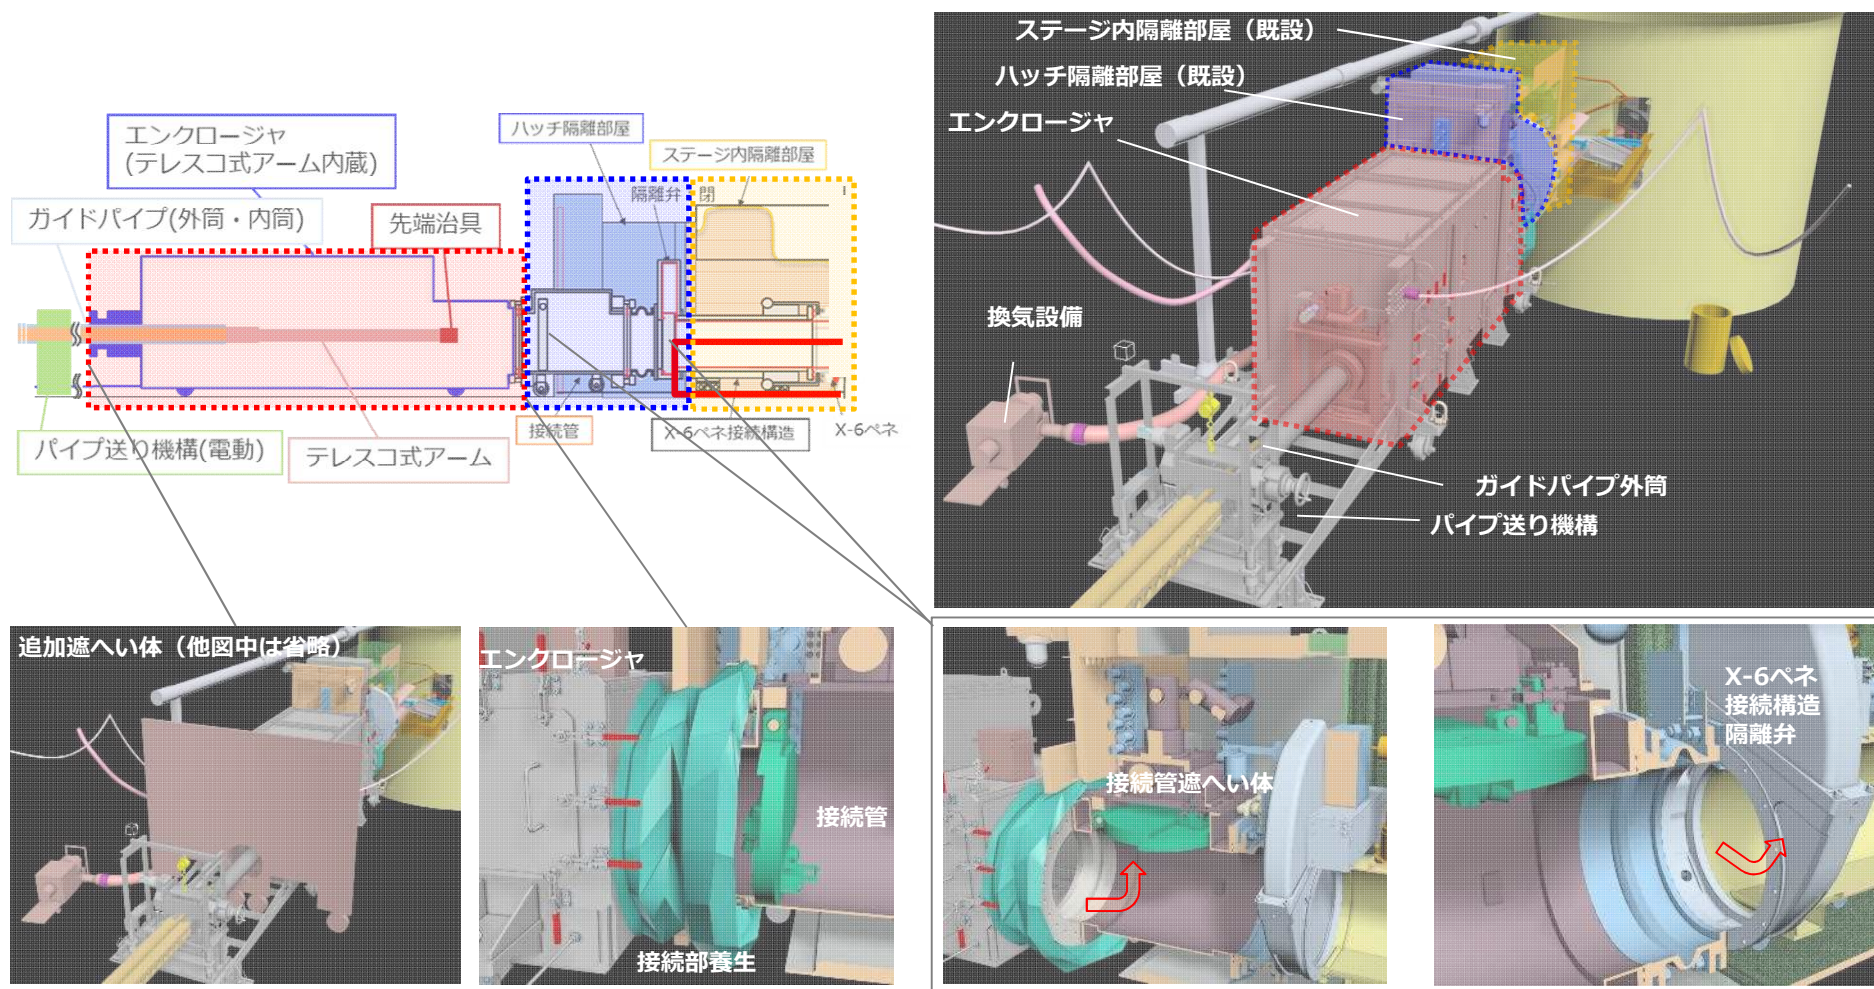 エンクロージャ
(テレスコ式アーム内蔵)
ハッチ隔離部屋
ステージ内隔離部屋
ガイドパイプ(外筒・内筒)
先端治具
隔離弁
閉
パイプ送り機構(電動)
テレスコ式アーム
接続管
X-6ペネ接続構造
X-6ペネ
ステージ内隔離部屋（既設）
ハッチ隔離部屋（既設）
エンクロージャ
換気設備
ガイドパイプ外筒
パイプ送り機構
追加遮へい体（他図中は省略）
エンクロージャ
接続管
接続部養生
接続管遮へい体
X-6ペネ
接続構造
隔離弁